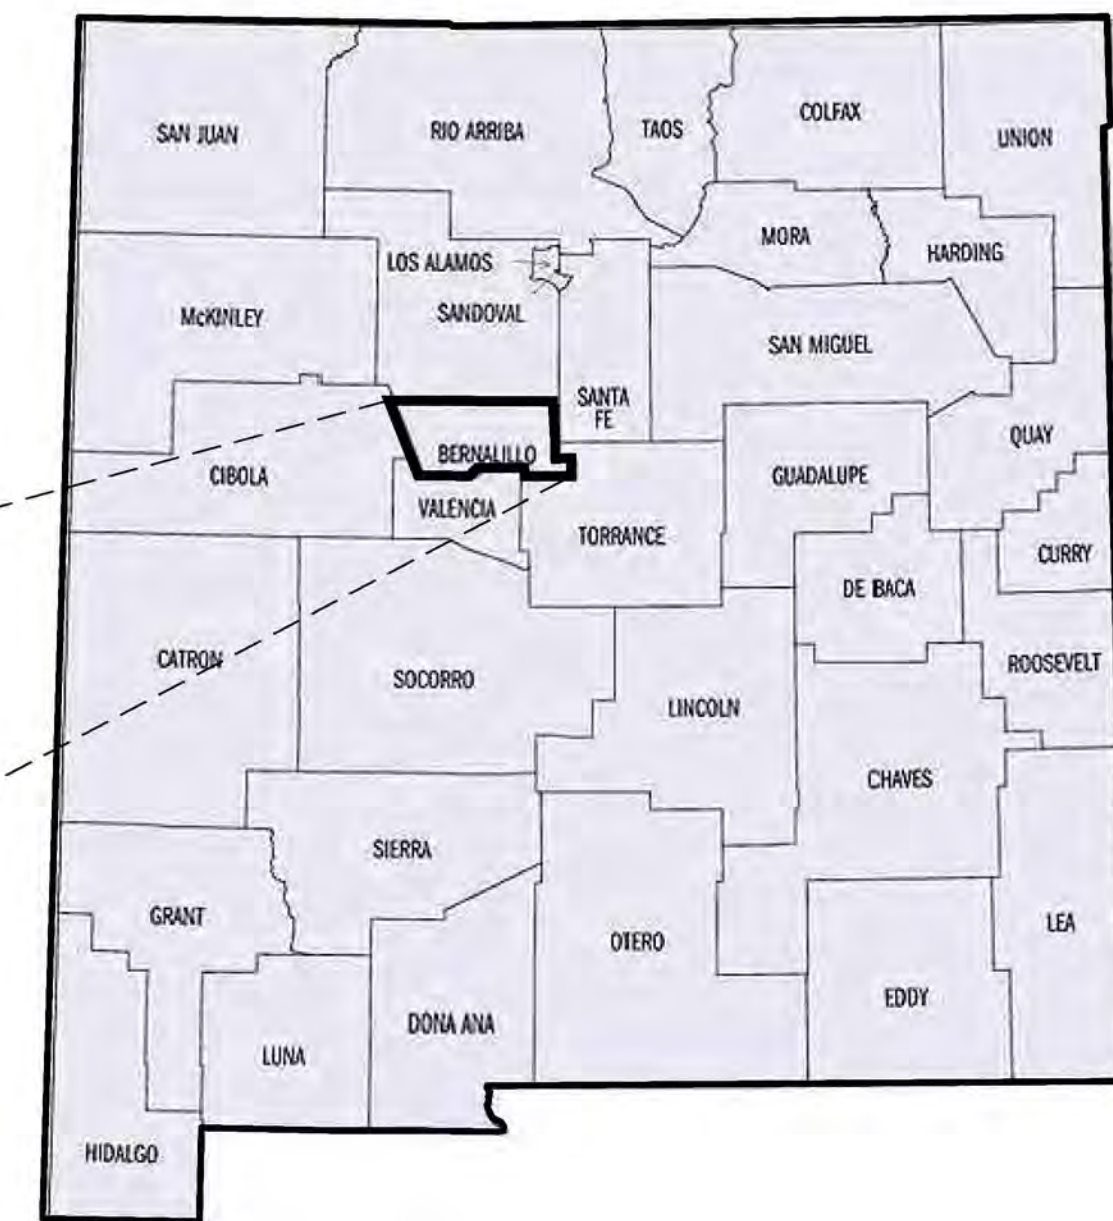 SAN JUAN
RIO ARRIBA
TAOS
COLFAX
UNION
MORA
HARDING
LOS ALAMOS
McKINLEY
SANDOVAL
SAN MIGUEL
SANTA
FE
QUAY
BERNALILLO
CIBOLA
GUADALUPE
VALENCIA
TORRANCE
CURRY
DE BACA
CATRON
SOCORRO
ROOSEVELT
LINCOLN
CHAVES
SIERRA
GRANT
OTERO
LEA
EDDY
DONA ANA
LUNA
HIDALGO